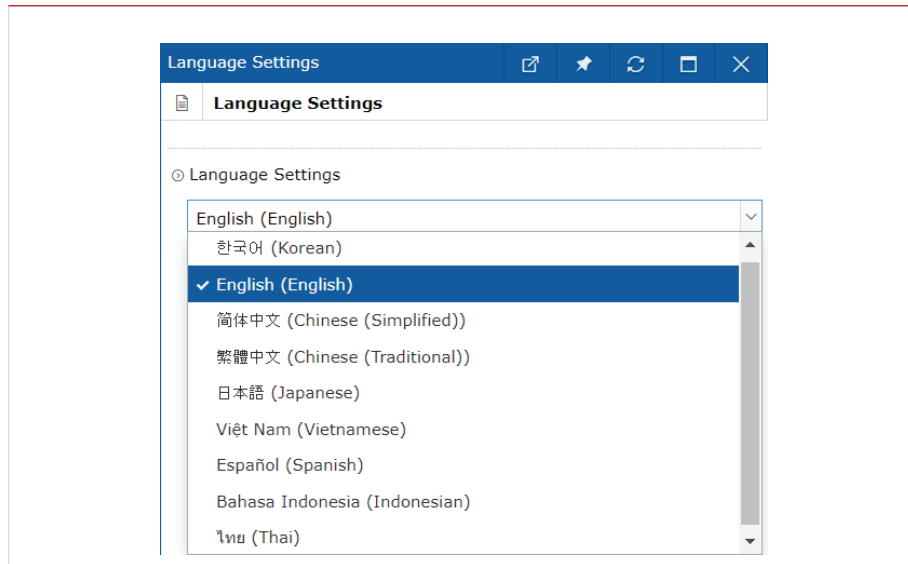 Language Settings
Language Settings
Language Settings
English (English)
한국어 (Korean)
English (English)
简体中文 (Chinese (Simplified))
繁體中文 (Chinese (Traditional))
日本語 (Japanese)
Việt Nam (Vietnamese)
Español (Spanish)
Bahasa Indonesia (Indonesian)
ไทย (Thai)